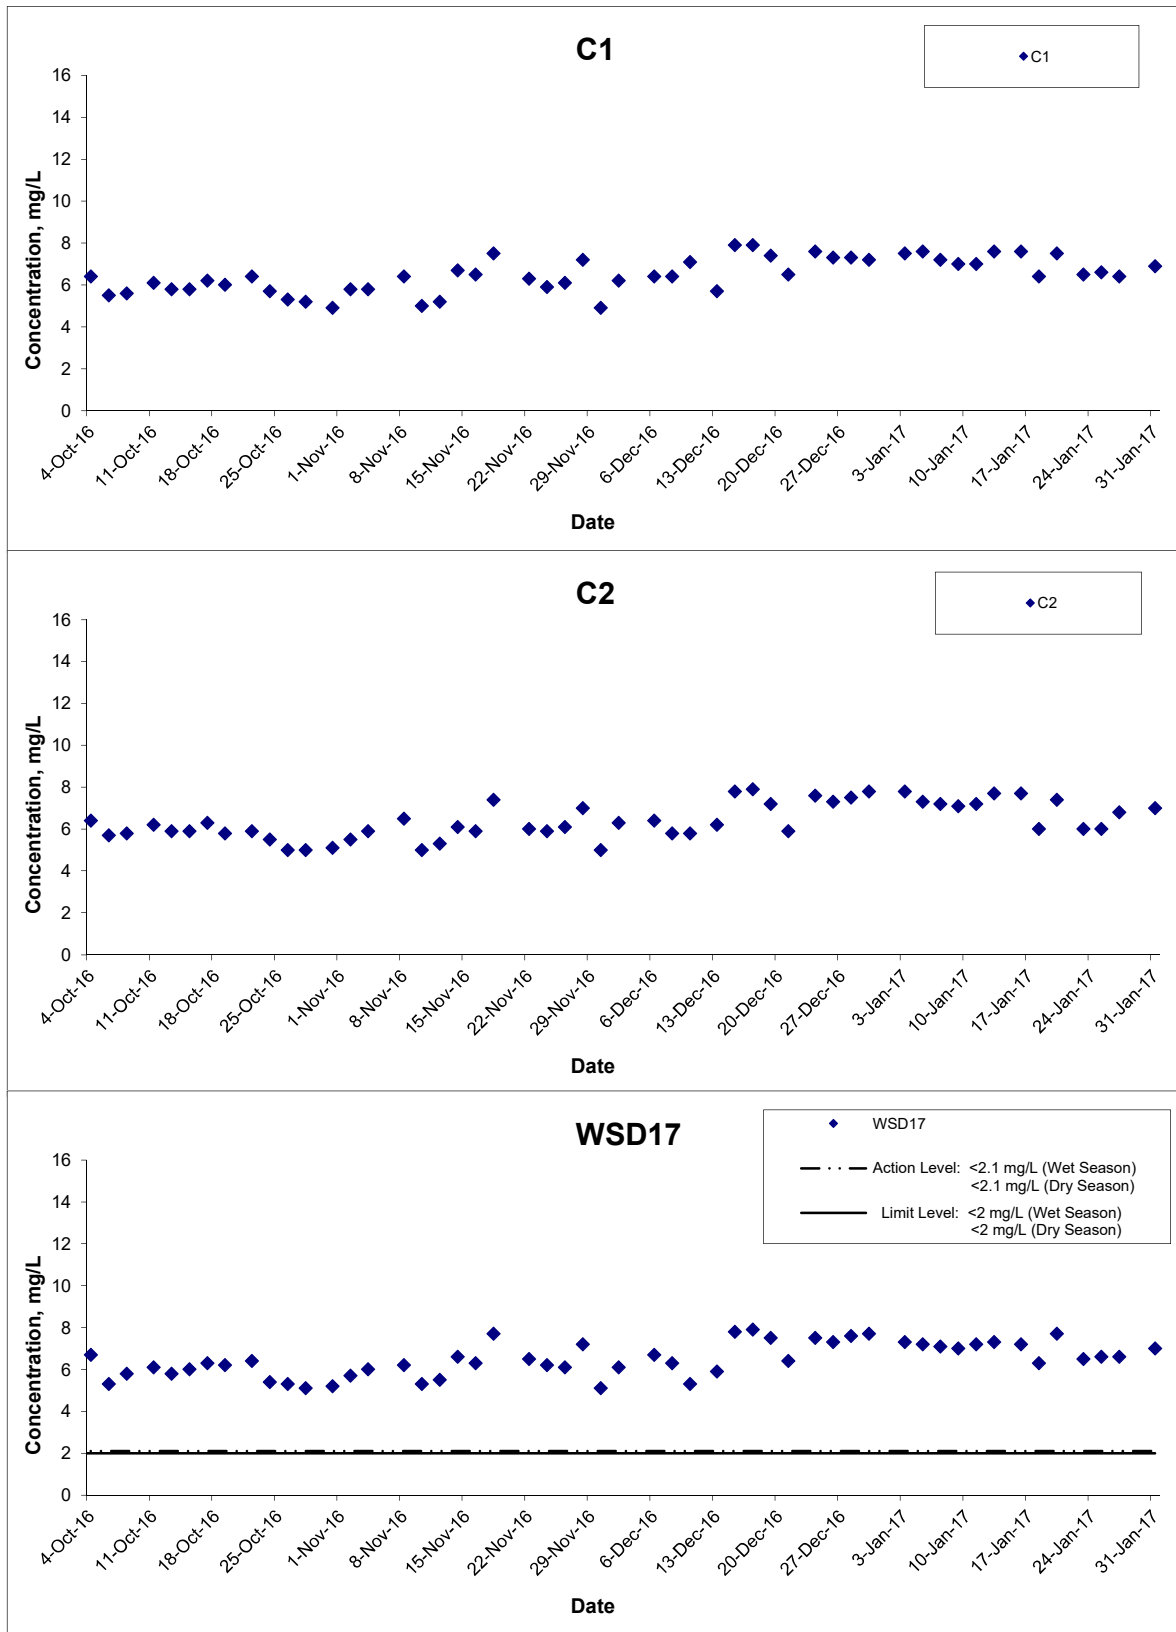 C1
C1
16
14
12
10
8
6
4
2
0
Concentration, mg/L
4-Oct-16
11-Oct-16
18-Oct-16
25-Oct-16
1-Nov-16
8-Nov-16
15-Nov-16
22-Nov-16
29-Nov-16
6-Dec-16
13-Dec-16
20-Dec-16
27-Dec-16
3-Jan-17
10-Jan-17
17-Jan-17
24-Jan-17
31-Jan-17
Date
C2
C2
16
14
12
10
8
6
4
2
0
Concentration, mg/L
4-Oct-16
11-Oct-16
18-Oct-16
25-Oct-16
1-Nov-16
8-Nov-16
15-Nov-16
22-Nov-16
29-Nov-16
6-Dec-16
13-Dec-16
20-Dec-16
27-Dec-16
3-Jan-17
10-Jan-17
17-Jan-17
24-Jan-17
31-Jan-17
Date
WSD17
WSD17
Action Level: <2.1 mg/L (Wet Season)
<2.1 mg/L (Dry Season)
Limit Level: <2 mg/L (Wet Season)
<2 mg/L (Dry Season)
16
14
12
10
8
6
4
2
0
Concentration, mg/L
4-Oct-16
11-Oct-16
18-Oct-16
25-Oct-16
1-Nov-16
8-Nov-16
15-Nov-16
22-Nov-16
29-Nov-16
6-Dec-16
13-Dec-16
20-Dec-16
27-Dec-16
3-Jan-17
10-Jan-17
17-Jan-17
24-Jan-17
31-Jan-17
Date